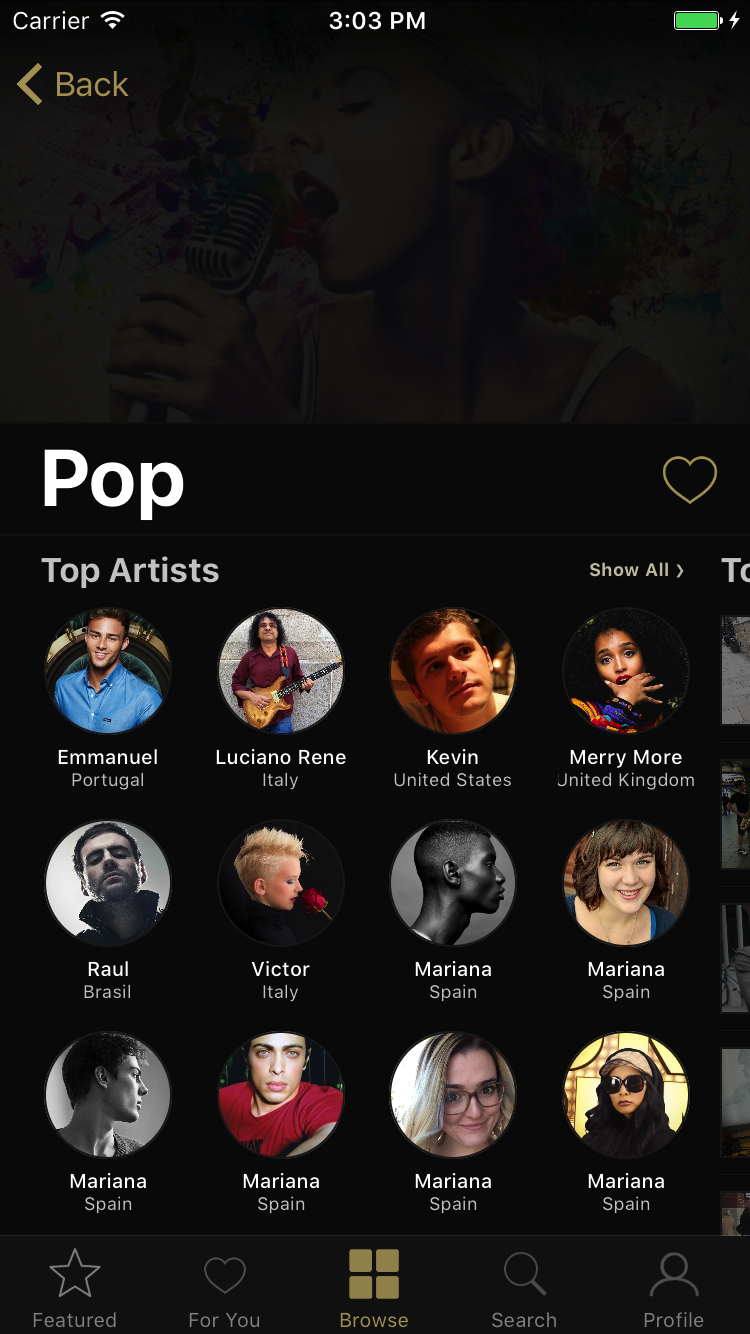 Carrier 3:03 PM
Back
Pop
Top Artists Show All › To
Emmanuel Luciano Rene Kevin Merry More
Portugal Italy United States United Kingdom
Raul Victor Mariana Mariana
Brasil Italy Spain Spain
Mariana Mariana Mariana Mariana
Spain Spain Spain Spain
Featured For You Browse Search Profile